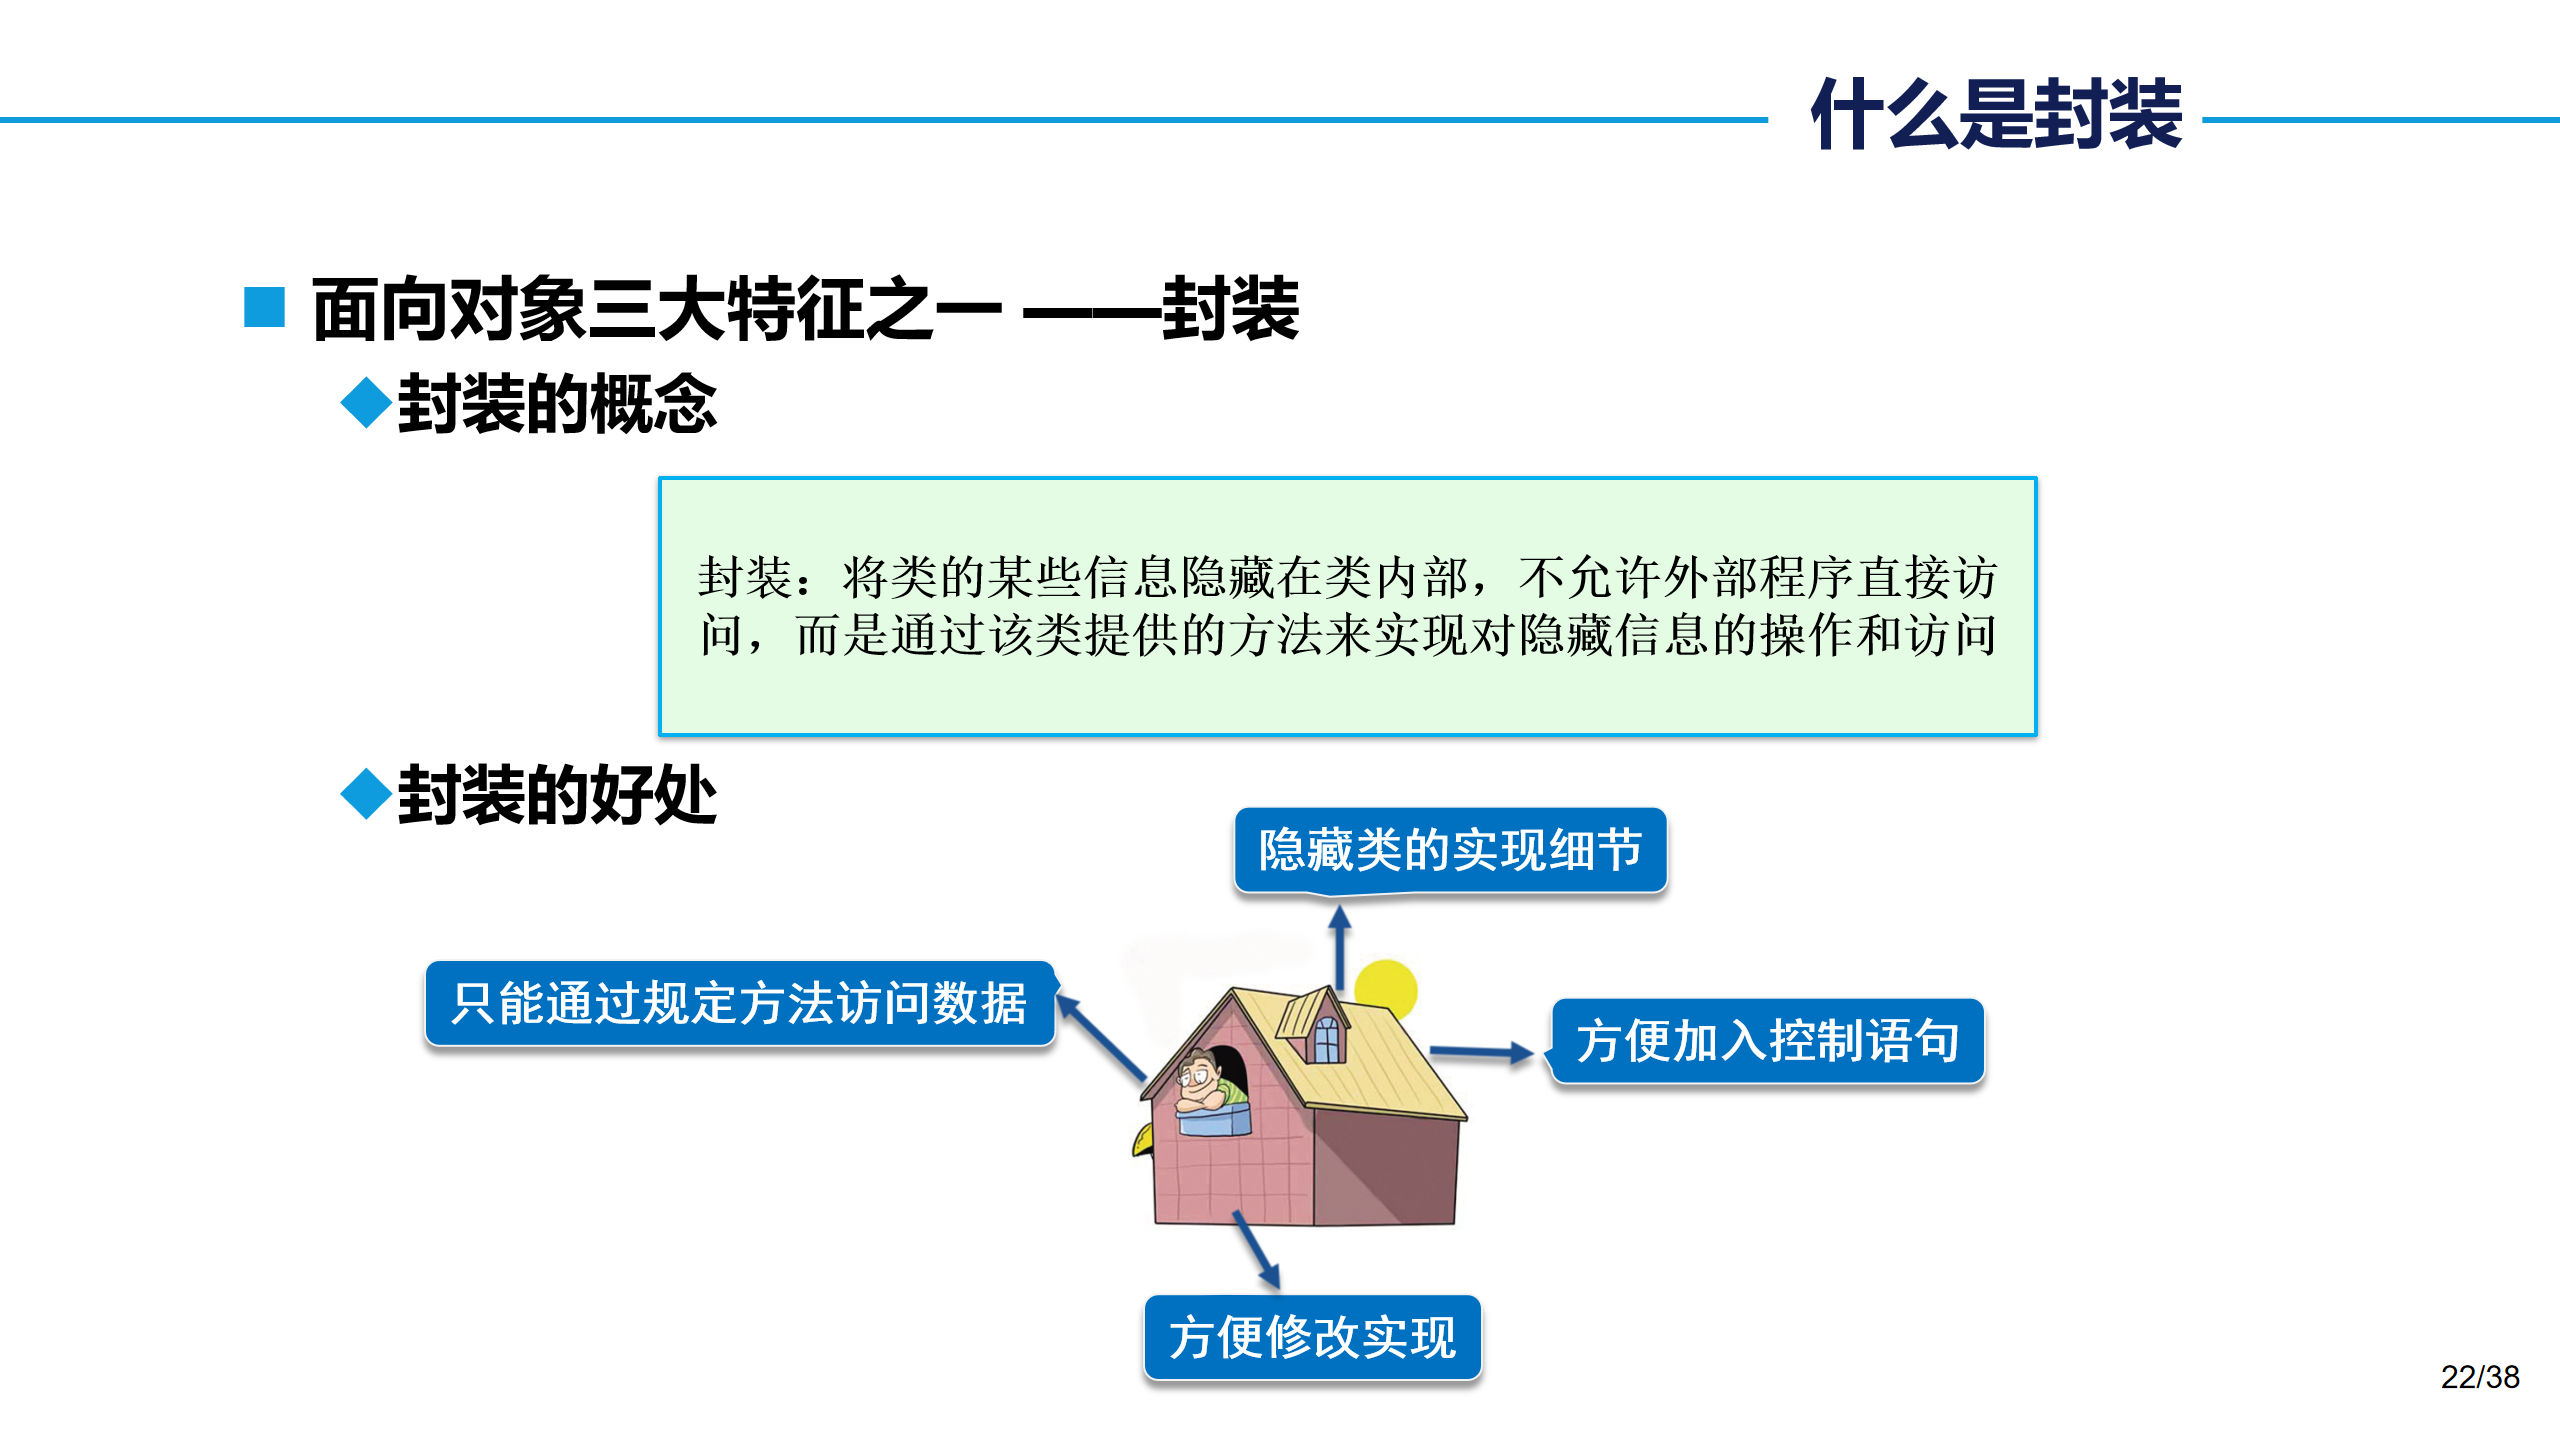 什么是封装
面向对象三大特征之一 ——封装
封装的概念
封装：将类的某些信息隐藏在类内部，不允许外部程序直接访
问，而是通过该类提供的方法来实现对隐藏信息的操作和访问
封装的好处
隐藏类的实现细节
只能通过规定方法访问数据
方便加入控制语句
方便修改实现
22/38